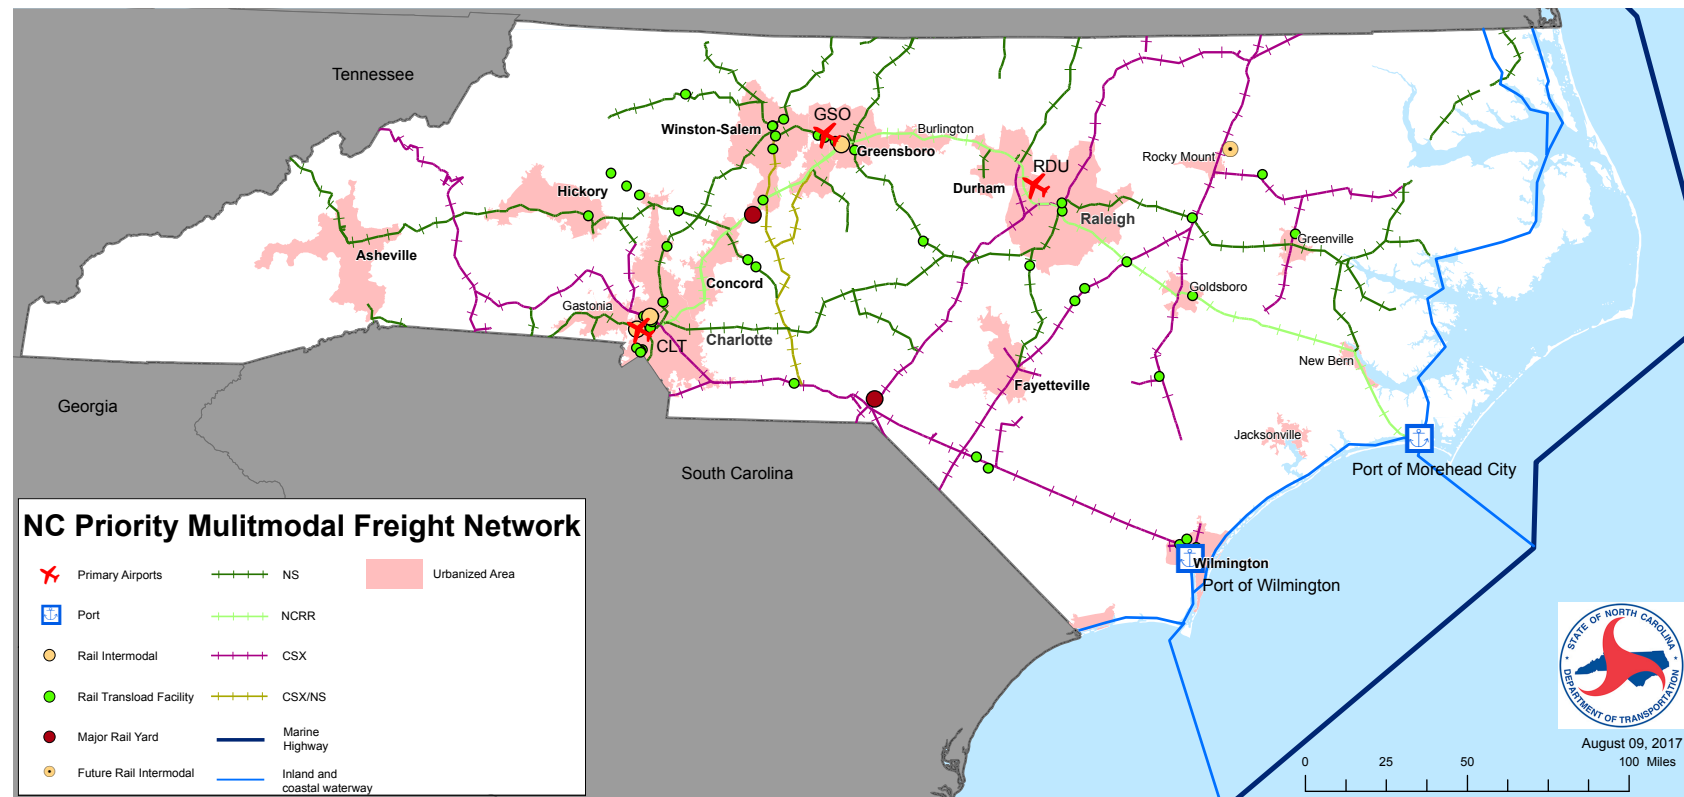 Tennessee
GSO
Winston-Salem
Burlington
Greensboro
Rocky Mount
RDU
Durham
Hickory
Raleigh
Greenville
Asheville
Concord
Goldsboro
Gastonia
Charlotte
CLT
New Bern
Fayetteville
Georgia
Jacksonville
South Carolina
Port of Morehead City
Wilmington
Port of Wilmington
NC Priority Mulitmodal Freight Network
Primary Airports
NS
Urbanized Area
Port
NCRR
Rail Intermodal
CSX
Rail Transload Facility
CSX/NS
Major Rail Yard
Marine
Highway
Future Rail Intermodal
Inland and
coastal waterway
STATE OF NORTH CAROLINA
DEPARTMENT OF TRANSPORTATION
August 09, 2017
0 25 50 100 Miles